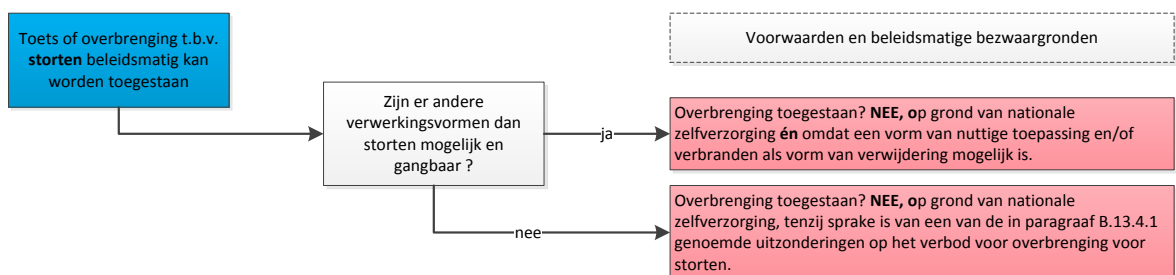 Toets of overbrenging t.b.v.
storten beleidsmatig kan
worden toegestaan
Voorwaarden en beleidsmatige bezwaargronden
Zijn er andere
verwerkingsvormen dan
storten mogelijk en
gangbaar ?
ja
Overbrenging toegestaan? NEE, op grond van nationale
zelfverzorging én omdat een vorm van nuttige toepassing en/of
verbranden als vorm van verwijdering mogelijk is.
nee
Overbrenging toegestaan? NEE, op grond van nationale
zelfverzorging, tenzij sprake is van een van de in paragraaf B.13.4.1
genoemde uitzonderingen op het verbod voor overbrenging voor
storten.